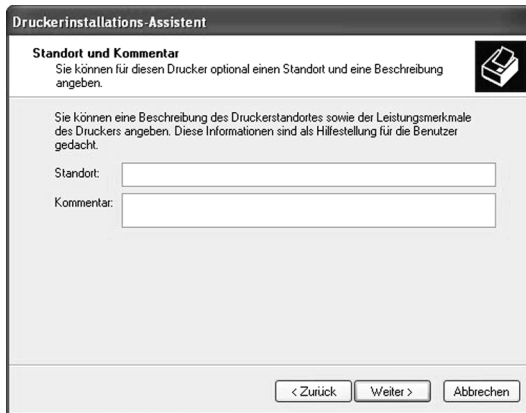 Druckerinstallations-Assistent
Standort und Kommentar
Sie können für diesen Drucker optional einen Standort und eine Beschreibung
angeben.
Sie können eine Beschreibung des Druckerstandortes sowie der Leistungsmerkmale
des Druckers angeben. Diese Informationen sind als Hilfestellung für die Benutzer
gedacht.
Standort:
Kommentar:
< Zurück Weiter > Abbrechen